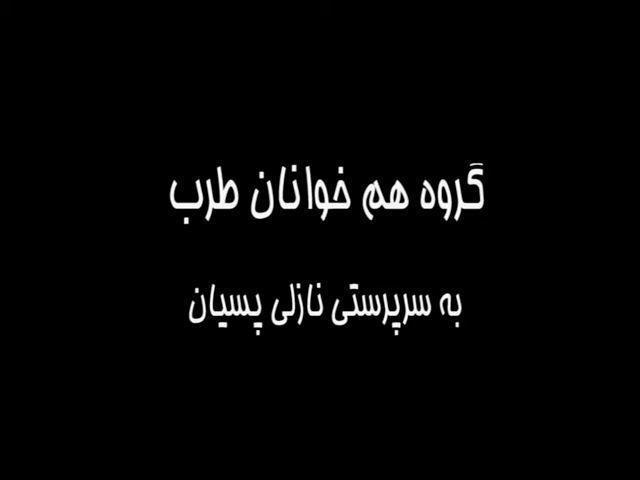 گروه هم خوانان طرب
به سرپرستی نازلی پسیان